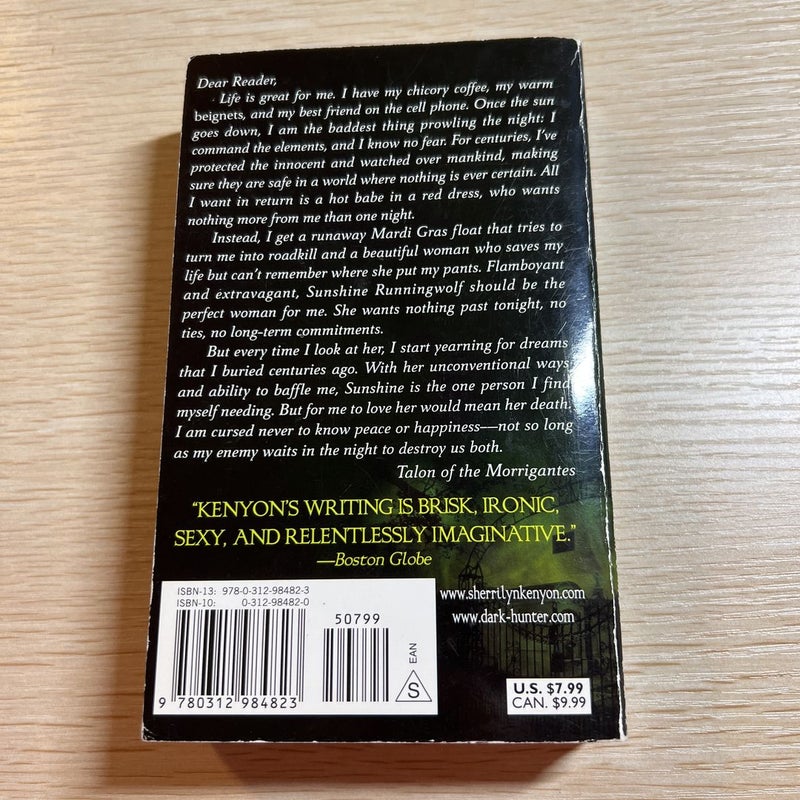 Dear Reader,
Life is great for me. I have my chicory coffee, my warm
beignets, and my best friend on the cell phone. Once the sun
goes down, I am the baddest thing prowling the night: I
command the elements, and I know no fear. For centuries, I've
protected the innocent and watched over mankind, making
sure they are safe in a world where nothing is ever certain. All
I want in return is a hot babe in a red dress, who wants
nothing more from me than one night.
Instead, I get a runaway Mardi Gras float that tries to
turn me into roadkill and a beautiful woman who saves my
life but can't remember where she put my pants. Flamboyant
and extravagant, Sunshine Runningwolf should be the
perfect woman for me. She wants nothing past tonight, no
ties, no long-term commitments.
But every time I look at her, I start yearning for dreams
that I buried centuries ago. With her unconventional ways
and ability to baffle me, Sunshine is the one person I find
myself needing. But for me to love her would mean her death.
I am cursed never to know peace or happiness—not so long
as my enemy waits in the night to destroy us both.
Talon of the Morrigantes
"KENYON'S WRITING IS BRISK, IRONIC,
SEXY, AND RELENTLESSLY IMAGINATIVE."
—Boston Globe
ISBN-13: 978-0-312-98482-3
ISBN-10: 0-312-98482-0
50799
9 780312 984823
EAN
S
www.sherrilynkenyon.com
www.dark-hunter.com
U.S. $7.99
CAN. $9.99